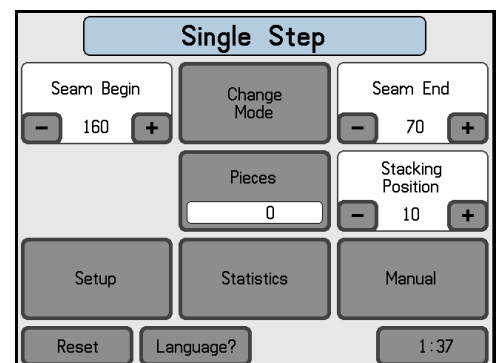 Single Step
Seam Begin
- 160 +
Change
Mode
Seam End
- 70 +
Pieces
0
Stacking
Position
- 10 +
Setup
Statistics
Manual
Reset
Language?
1:37